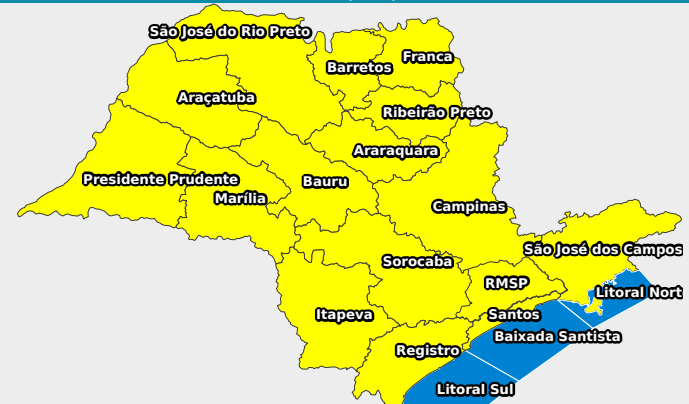 São José do Rio Preto
Franca
Barretos
Araçatuba
Ribeirão Preto
Araraquara
Presidente Prudente
Bauru
Marília
Campinas
São José dos Campos
Sorocaba
RMSP
Litoral Nort
Itapeva
Santos
Baixada Santista
Registro
Litoral Sul